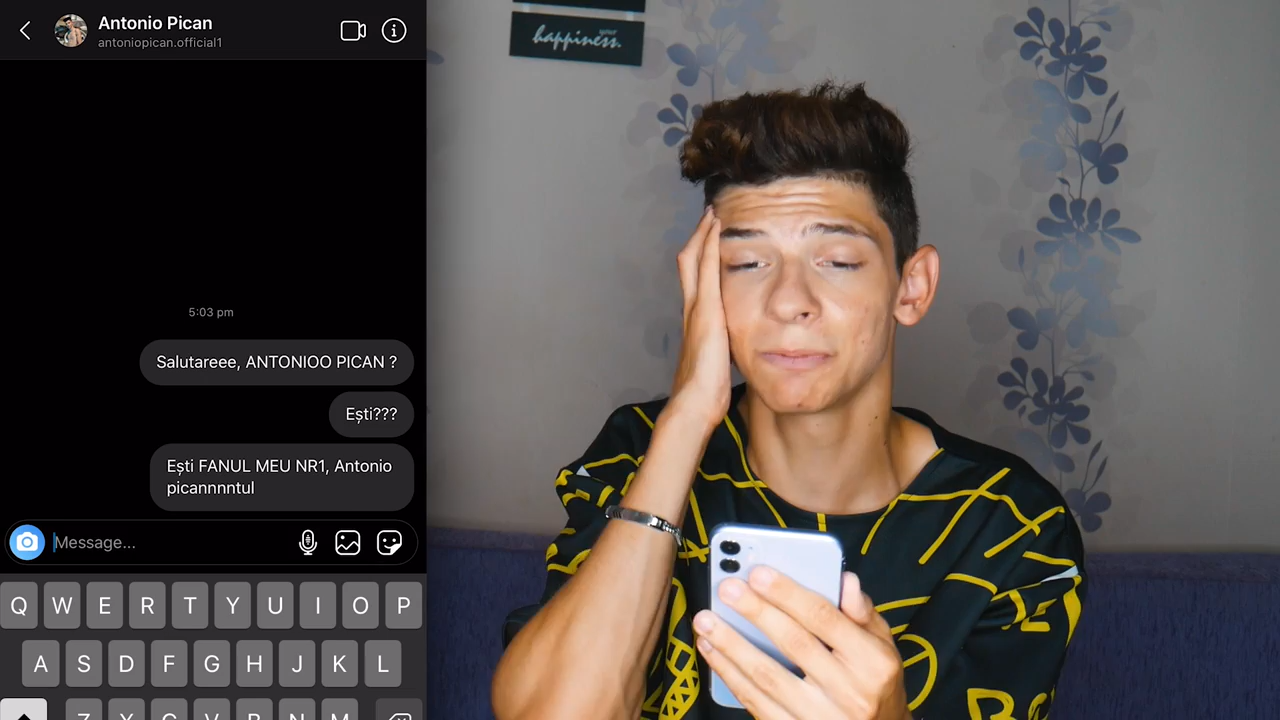 Antonio Pican
antoniopican.official1
your
happiness.
5:03 pm
Salutareee, ANTONIOO PICAN ?
Ești???
Ești FANUL MEU NR1, Antonio
picannnntul
Message...
Q W E R T Y U I O P
A S D F G H J K L
Z X C V B N M